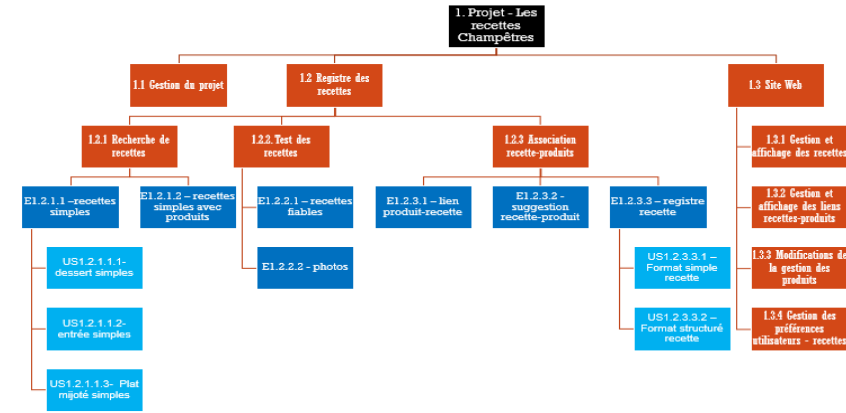 1. Projet - Les
recettes
Champêtres
1.1 Gestion du projet
1.2 Registre des
recettes
1.3 Site Web
1.2.1 Recherche de
recettes
1.2.2. Test des
recettes
1.2.3 Association
recette-produits
1.3.1 Gestion et
affichage des recettes
E1.2.1.1 –recettes
simples
E1.2.1.2 – recettes
simples avec
produits
E1.2.2.1 – recettes
fiables
E1.2.3.1 – lien
produit-recette
E1.2.3.2 -
suggestion
recette-produit
E1.2.3.3 – registre
recette
1.3.2 Gestion et
affichage des liens
recettes-produits
US1.2.1.1.1-
dessert simples
E1.2.2.2 - photos
US1.2.3.3.1 –
Format simple
recette
1.3.3 Modifications de
la gestion des
produits
US1.2.1.1.2-
entrée simples
US1.2.3.3.2 –
Format structuré
recette
1.3.4 Gestion des
préférences
utilisateurs - recettes
US1.2.1.1.3- Plat
mijoté simples